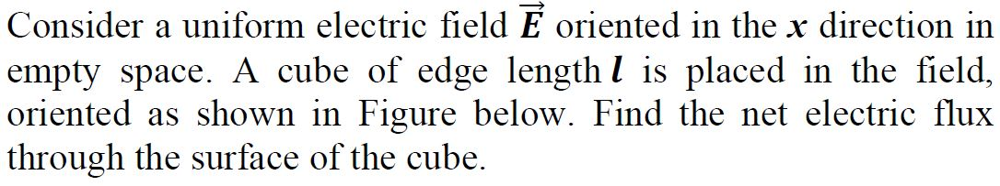 Consider a uniform electric field \(\vec{E}\) oriented in the x direction in
empty space. A cube of edge length l is placed in the field,
oriented as shown in Figure below. Find the net electric flux
through the surface of the cube.